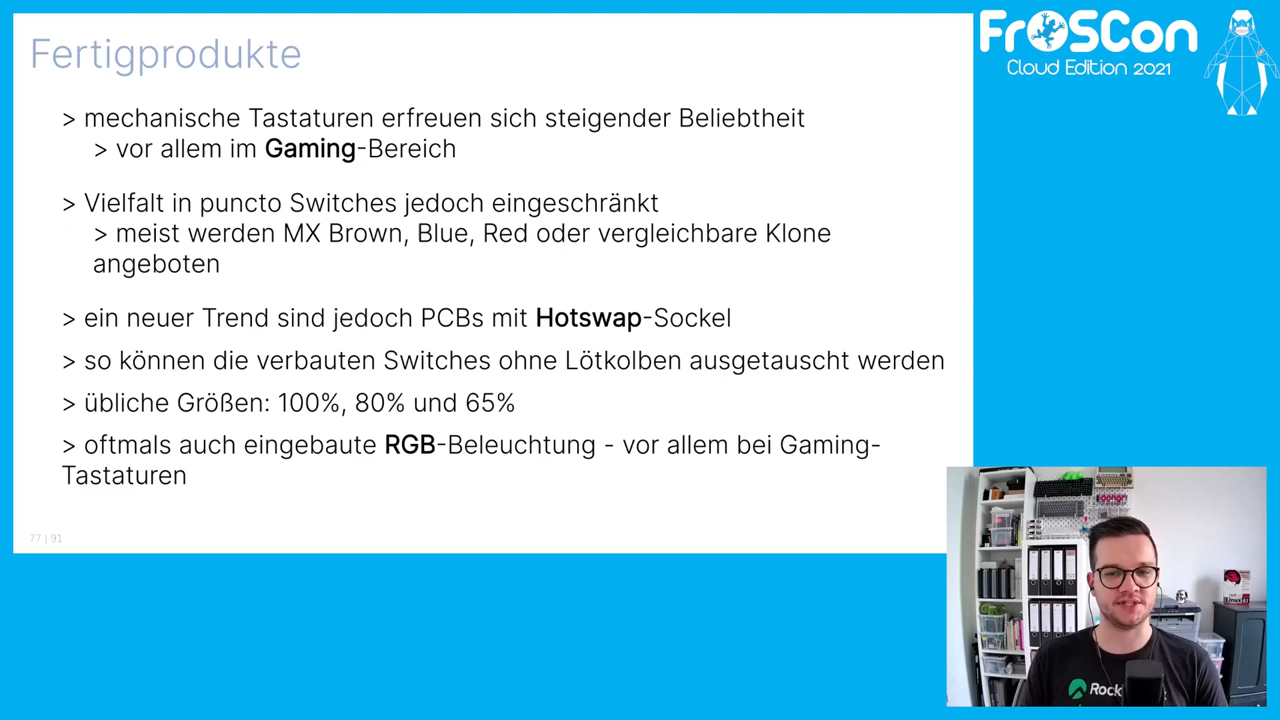 Fertigprodukte
> mechanische Tastaturen erfreuen sich steigender Beliebtheit
> vor allem im Gaming-Bereich
> Vielfalt in puncto Switches jedoch eingeschränkt
> meist werden MX Brown, Blue, Red oder vergleichbare Klone
angeboten
> ein neuer Trend sind jedoch PCBs mit Hotswap-Sockel
> so können die verbauten Switches ohne Lötkolben ausgetauscht werden
> übliche Größen: 100%, 80% und 65%
> oftmals auch eingebaute RGB-Beleuchtung - vor allem bei Gaming-
Tastaturen
77 | 91
FrOSCon
Cloud Edition 2021
Rock